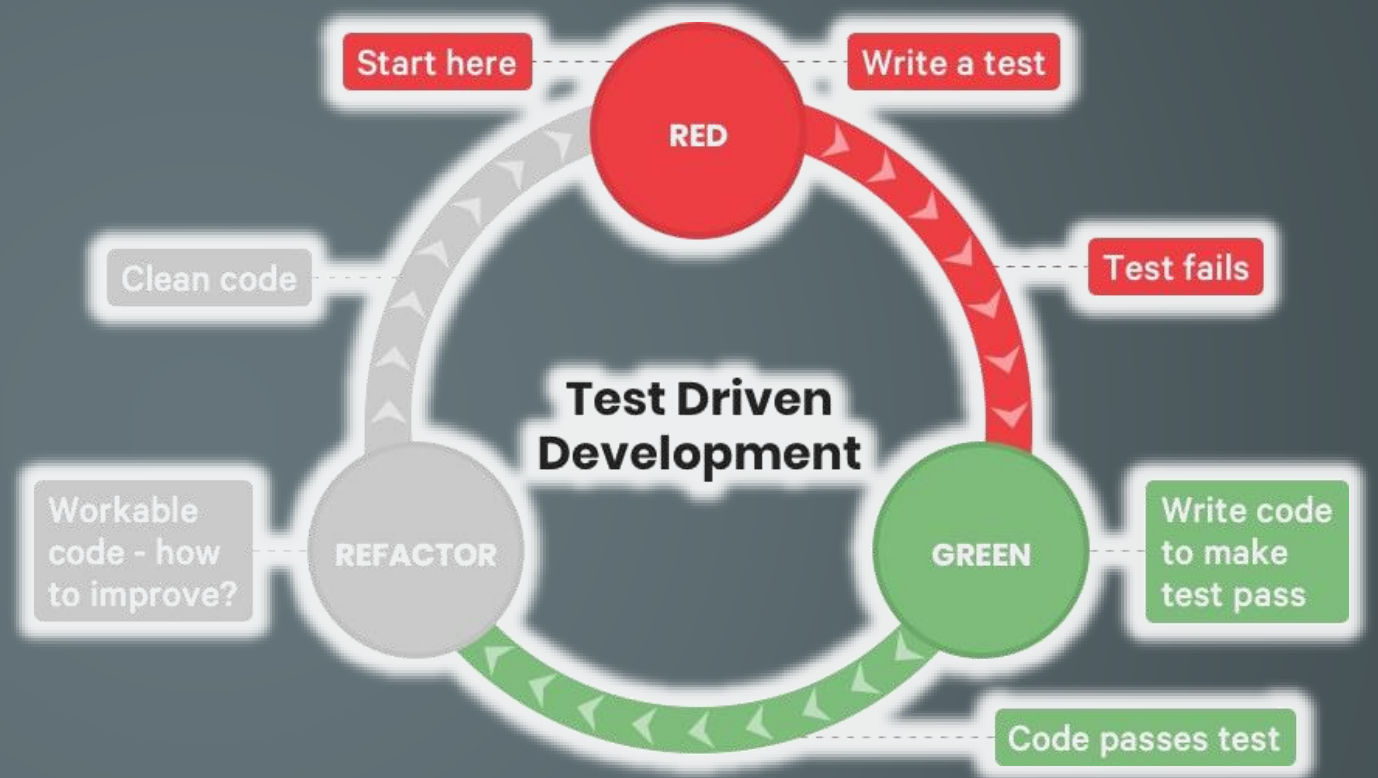 Start here
Write a test
RED
Clean code
Test fails
Test Driven
Development
Workable
code - how
to improve?
REFACTOR
GREEN
Write code
to make
test pass
Code passes test